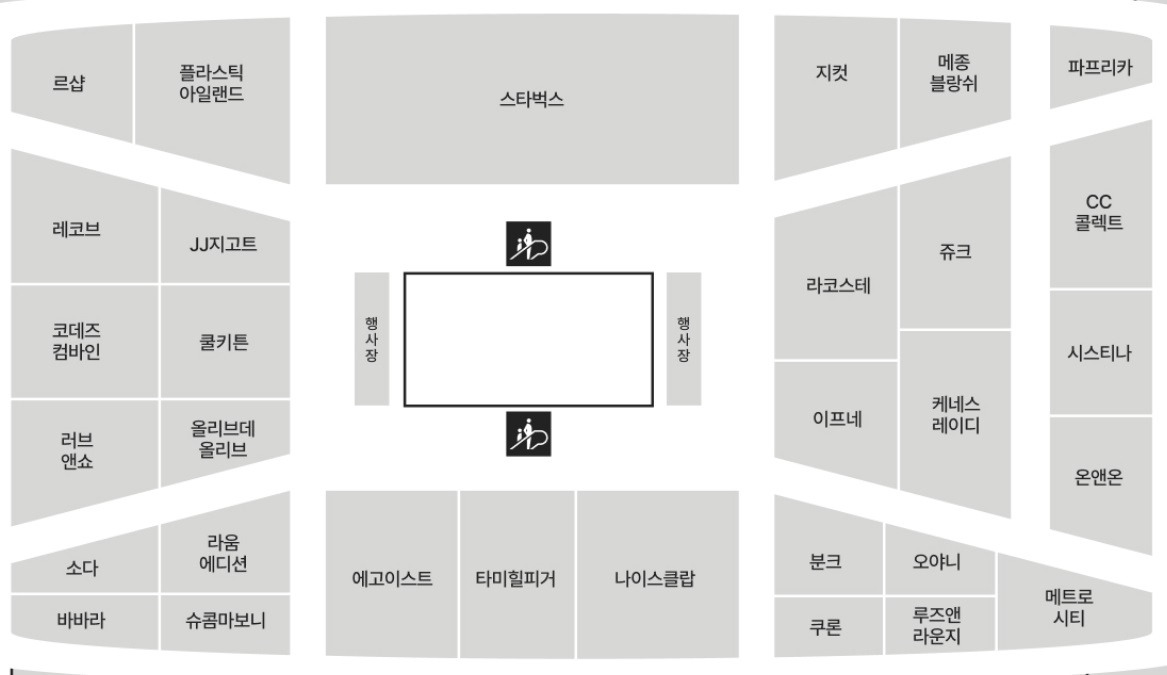 르샵
플라스틱
아일랜드
스타벅스
지컷
메종
블랑쉬
파프리카
레코브
JJ지고트
코데즈
컴바인
쿨키튼
러브
앤쇼
올리브데
올리브
행
사
장
행
사
장
라코스테
쥬크
이프네
케네스
레이디
CC
콜렉트
시스티나
온앤온
소다
라움
에디션
바바라
슈콤마보니
에고이스트
타미힐피거
나이스클랍
분크
오야니
쿠론
루즈앤
라운지
메트로
시티